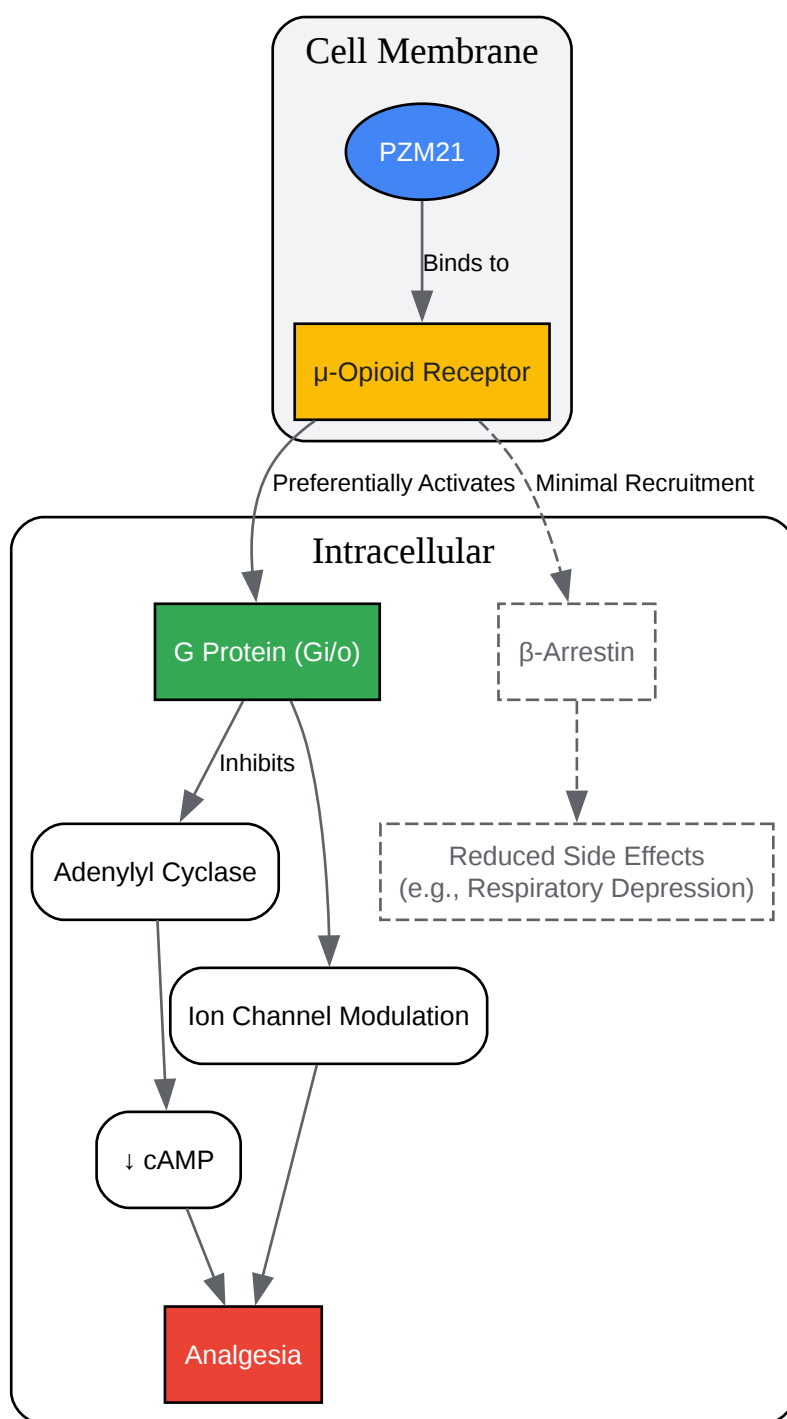 Cell Membrane
PZM21
Binds to
μ-Opioid Receptor
Preferentially Activates
Minimal Recruitment
Intracellular
G Protein (Gi/o)
β-Arrestin
Inhibits
Adenylyl Cyclase
Reduced Side Effects
(e.g., Respiratory Depression)
Ion Channel Modulation
↓ cAMP
Analgesia